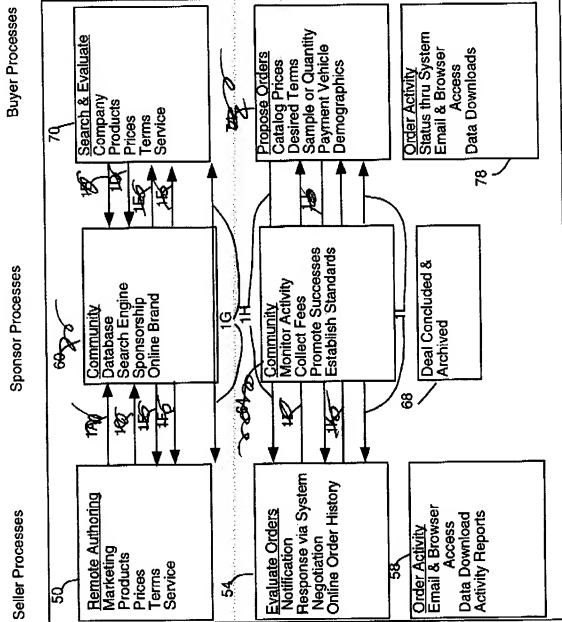 Seller Processes
Sponsor Processes
Buyer Processes
50
Remote Authoring
Marketing
Products
Prices
Terms
Service
Community
Database
Search Engine
Sponsorship
Online Brand
70
Search & Evaluate
Company
Products
Prices
Terms
Service
1G
1H
54
Evaluate Orders
Notification
Response via System
Negotiation
Online Order History
Community
Monitor Activity
Collect Fees
Promote Successes
Establish Standards
Propose Orders
Catalog Prices
Desired Terms
Sample or Quantity
Payment Vehicle
Demographics
1L
58
Order Activity
Email & Browser
Access
Data Download
Activity Reports
68
Deal Concluded &
Archived
78
Order Activity
Status thru System
Email & Browser
Access
Data Downloads